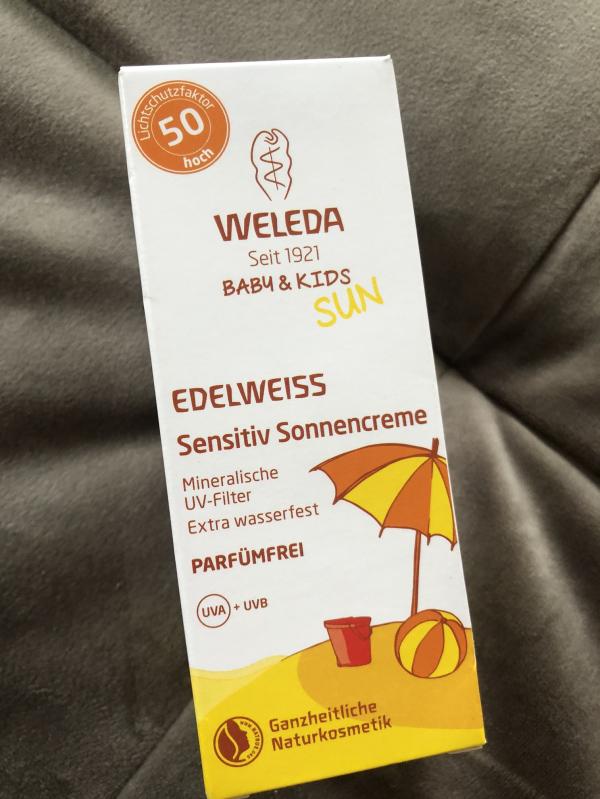 Lichtschutzfaktor
50
hoch
WELEDA
Seit 1921
BABY & KIDS
SUN
EDELWEISS
Sensitiv Sonnencreme
Mineralische
UV-Filter
Extra wasserfest
PARFÜMFREI
UVA + UVB
Ganzheitliche
Naturkosmetik